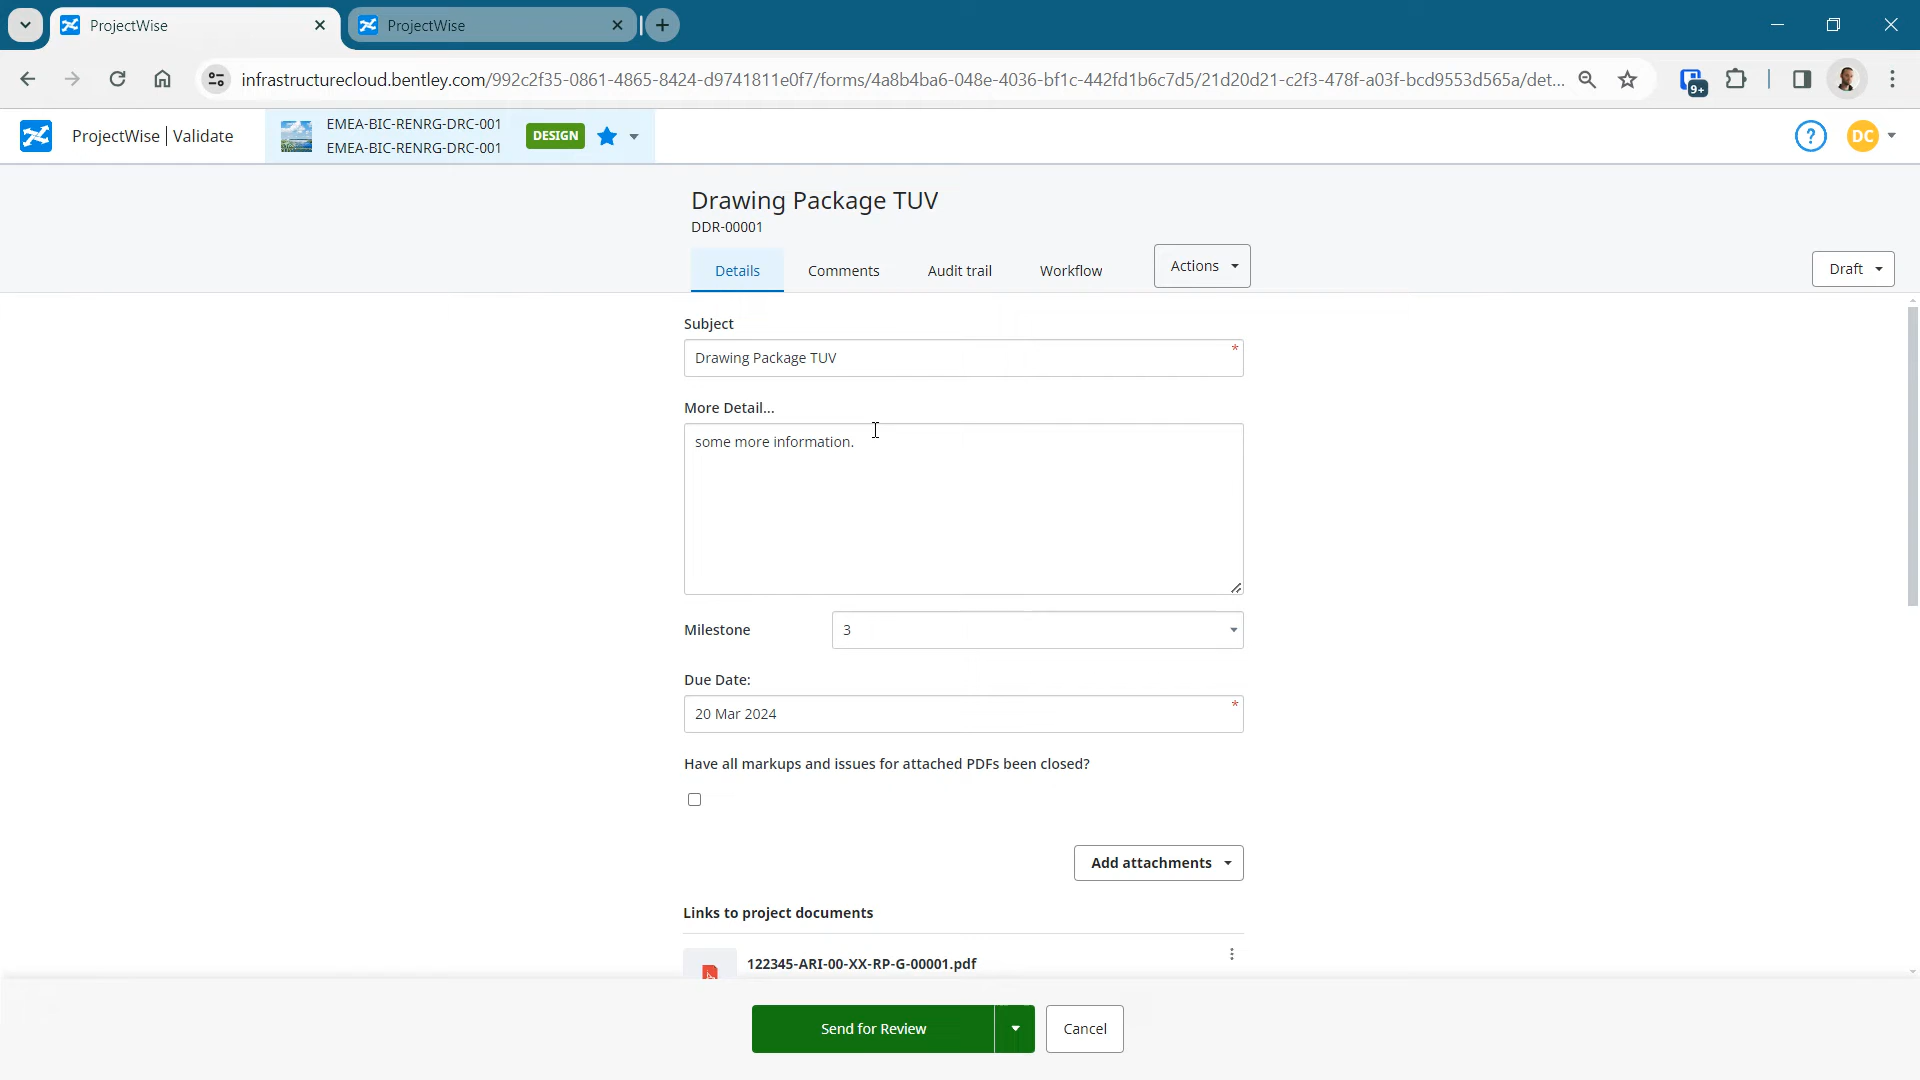 ProjectWise
ProjectWise
infrastructurecloud.bentley.com/992c2f35-0861-4865-8424-d9741811e0f7/forms/4a8b4ba6-048e-4036-bf1c-442fd1b6c7d5/21d20d21-c2f3-478f-a03f-bcd9553d565a/det...
9+
ProjectWise | Validate
EMEA-BIC-RENRG-DRC-001
EMEA-BIC-RENRG-DRC-001
DESIGN
?
DC
Drawing Package TUV
DDR-00001
Details
Comments
Audit trail
Workflow
Actions
Draft
Subject
Drawing Package TUV
*
More Detail...
some more information.
Milestone
3
Due Date:
20 Mar 2024
*
Have all markups and issues for attached PDFs been closed?
Add attachments
Links to project documents
122345-ARI-00-XX-RP-G-00001.pdf
Send for Review
Cancel